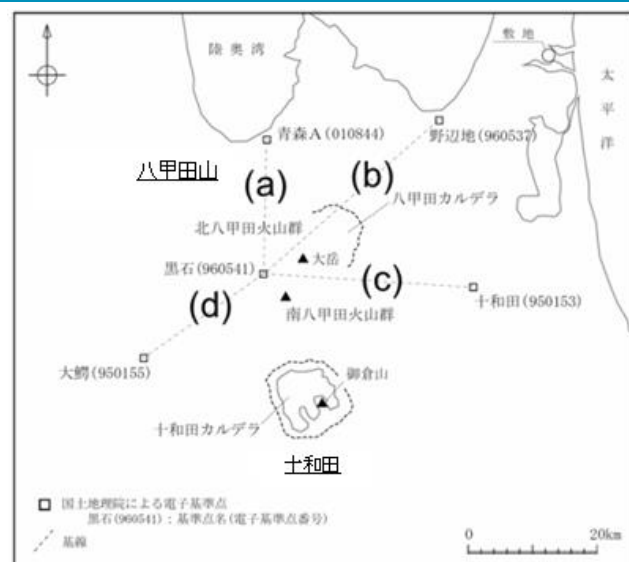 陸奥湾
敷地
太平洋
青森A(010844)
野辺地(960537)
八甲田山
(a)
(b)
八甲田カルデラ
北八甲田火山群
大岳
黒石(960541)
(c)
(d)
南八甲田火山群
十和田(950153)
大鰐(950155)
御倉山
十和田カルデラ
十和田
国土地理院による電子基準点
黒石(960541):基準点名(電子基準点番号)
基線
0 20km